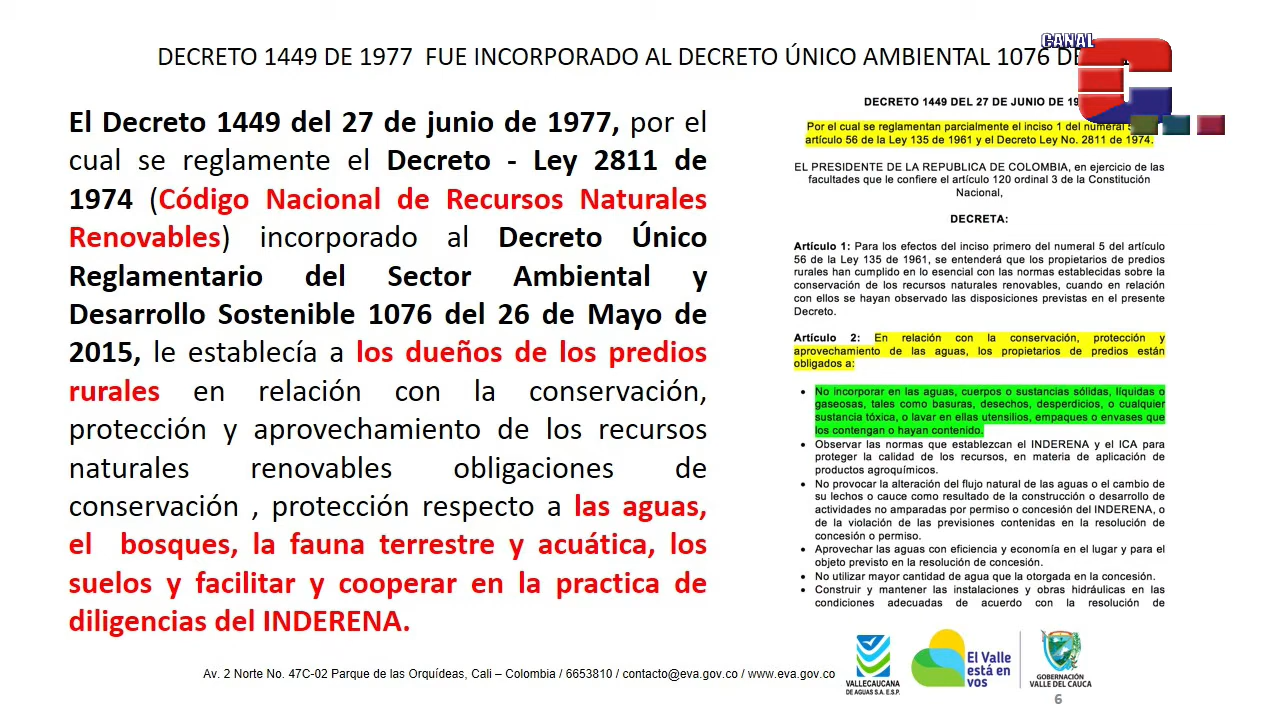 DECRETO 1449 DE 1977 FUE INCORPORADO AL DECRETO ÚNICO AMBIENTAL 1076 DE
CANAL
El Decreto 1449 del 27 de junio de 1977, por el
cual se reglamente el Decreto - Ley 2811 de
1974 (Código Nacional de Recursos Naturales
Renovables) incorporado al Decreto Único
Reglamentario del Sector Ambiental y
Desarrollo Sostenible 1076 del 26 de Mayo de
2015, le establecía a los dueños de los predios
rurales en relación con la conservación,
protección y aprovechamiento de los recursos
naturales renovables obligaciones de
conservación , protección respecto a las aguas,
el bosques, la fauna terrestre y acuática, los
suelos y facilitar y cooperar en la practica de
diligencias del INDERENA.
DECRETO 1449 DEL 27 DE JUNIO DE
Por el cual se reglamentan parcialmente el inciso 1 del numeral
artículo 56 de la Ley 135 de 1961 y el Decreto Ley No. 2811 de 1974.
EL PRESIDENTE DE LA REPUBLICA DE COLOMBIA, en ejercicio de las
facultades que le confiere el artículo 120 ordinal 3 de la Constitución
Nacional,
DECRETA:
Artículo 1: Para los efectos del inciso primero del numeral 5 del artículo
56 de la Ley 135 de 1961, se entenderá que los propietarios de predios
rurales han cumplido en lo esencial con las normas establecidas sobre la
conservación de los recursos naturales renovables, cuando en relación
con ellos se hayan observado las disposiciones previstas en el presente
Decreto.
Artículo 2: En relación con la conservación, protección y
aprovechamiento de las aguas, los propietarios de predios están
obligados a:
• No incorporar en las aguas, cuerpos o sustancias sólidas, líquidas o
gaseosas, tales como basuras, desechos, desperdicios, o cualquier
sustancia tóxica, o lavar en ellas utensilios, empaques o envases que
los contengan o hayan contenido.
• Observar las normas que establezcan el INDERENA y el ICA para
proteger la calidad de los recursos, en materia de aplicación de
productos agroquímicos.
• No provocar la alteración del flujo natural de las aguas o el cambio de
su lechos o cauce como resultado de la construcción o desarrollo de
actividades no amparadas por permiso o concesión del INDERENA, o
de la violación de las previsiones contenidas en la resolución de
concesión o permiso.
• Aprovechar las aguas con eficiencia y economía en el lugar y para el
objeto previsto en la resolución de concesión.
• No utilizar mayor cantidad de agua que la otorgada en la concesión.
• Construir y mantener las instalaciones y obras hidráulicas en las
condiciones adecuadas de acuerdo con la resolución de
Av. 2 Norte No. 47C-02 Parque de las Orquídeas, Cali – Colombia / 6653810 / contacto@eva.gov.co / www.eva.gov.co
VALLECAUCANA
DE AGUAS S.A. E.S.P.
El Valle
está en
vos
GOBERNACIÓN
VALLE DEL CAUCA
6